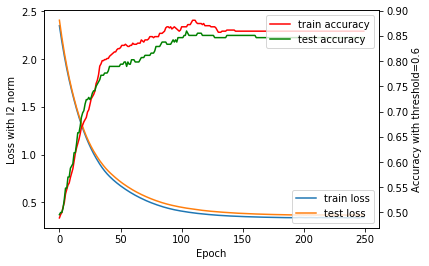 2.5
2.0
1.5
1.0
0.5
Loss with l2 norm
0
50
100
150
200
250
Epoch
0.90
0.85
0.80
0.75
0.70
0.65
0.60
0.55
0.50
Accuracy with threshold=0.6
train accuracy
test accuracy
train loss
test loss